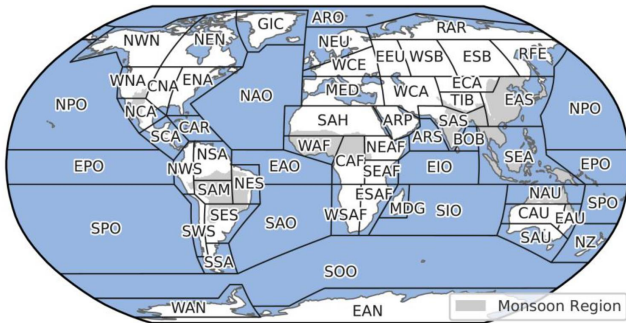 ARO
GIC
RAR
NWN
NEN
NEU
RFE
WCE
EEU
WSB
ESB
WNA
CNA
ENA
MED
WCA
ECA
TIB
EAS
NPO
NCA
NAO
NPO
SCA
CAR
SAH
ARP
SAS
ARS
BOB
WAF
NEAF
CAF
NSA
NWS
EPO
EAO
SEAF
EIO
SEA
EPO
SAM
NES
ESAF
NAU
SPO
SES
SAO
WSAF
MDG
SIO
CAU
EAU
SPO
SWS
SAU
NZ
SSA
SOO
WAN
EAN
Monsoon Region